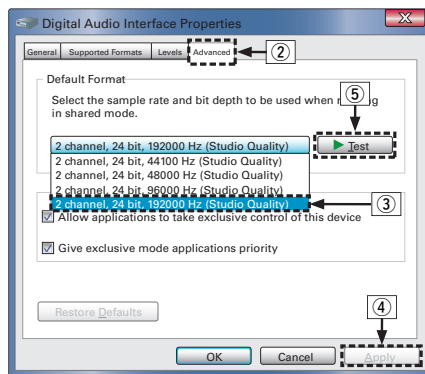 Digital Audio Interface Properties
General Supported Formats Levels Advanced ②
Default Format
Select the sample rate and bit depth to be used when
in shared mode.
⑤
2 channel, 24 bit, 192000 Hz (Studio Quality) Test
2 channel, 24 bit, 44100 Hz (Studio Quality)
2 channel, 24 bit, 48000 Hz (Studio Quality)
2 channel, 24 bit, 96000 Hz (Studio Quality)
2 channel, 24 bit, 192000 Hz (Studio Quality) ③
Allow applications to take exclusive control of this device
Give exclusive mode applications priority
Restore Defaults
④
OK Cancel Apply